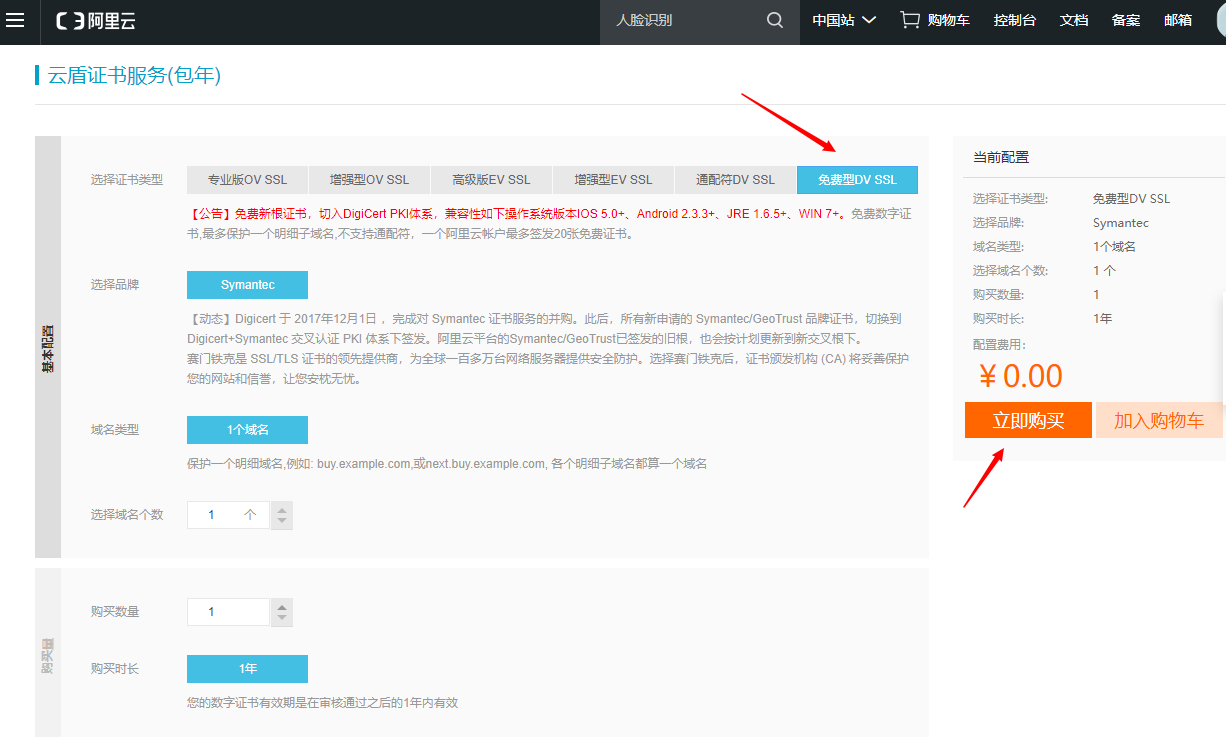 阿里云
人脸识别
中国站
购物车
控制台
文档
备案
邮箱
云盾证书服务(包年)
基本配置
选择证书类型
专业版OV SSL
增强型OV SSL
高级版EV SSL
增强型EV SSL
通配符DV SSL
免费型DV SSL
【公告】免费新根证书，切入DigiCert PKI体系，兼容性如下操作系统版本IOS 5.0+、Android 2.3.3+、JRE 1.6.5+、WIN 7+。免费数字证
书,最多保护一个明细子域名,不支持通配符，一个阿里云帐户最多签发20张免费证书。
选择品牌
Symantec
【动态】Digicert 于 2017年12月1日 ，完成对 Symantec 证书服务的并购。此后，所有新申请的 Symantec/GeoTrust 品牌证书，切换到
Digicert+Symantec 交叉认证 PKI 体系下签发。阿里云平台的Symantec/GeoTrust已签发的旧根，也会按计划更新到新交叉根下。
赛门铁克是 SSL/TLS 证书的领先提供商，为全球一百多万台网络服务器提供安全防护。选择赛门铁克后，证书颁发机构 (CA) 将妥善保护
您的网站和信誉，让您安枕无忧。
域名类型
1个域名
保护一个明细域名,例如: buy.example.com,或next.buy.example.com, 各个明细子域名都算一个域名
选择域名个数
1 个
购买量
购买数量
1
购买时长
1年
您的数字证书有效期是在审核通过之后的1年内有效
当前配置
选择证书类型: 免费型DV SSL
选择品牌: Symantec
域名类型: 1个域名
选择域名个数: 1 个
购买数量: 1
购买时长: 1年
配置费用:
¥ 0.00
立即购买
加入购物车